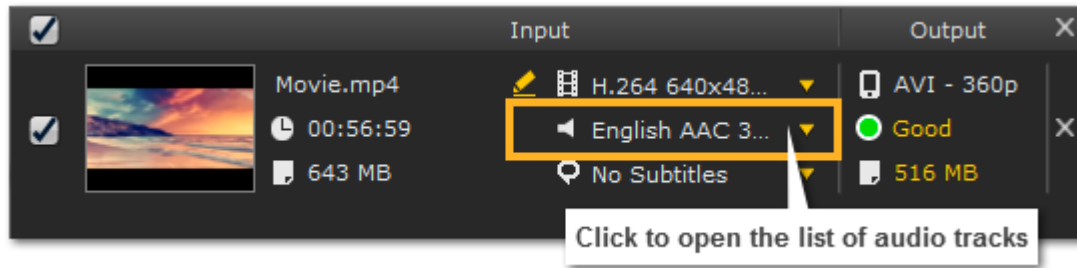 Input Output X
Movie.mp4 H.264 640x48... AVI - 360p
00:56:59 English AAC 3... Good X
643 MB No Subtitles 516 MB
Click to open the list of audio tracks